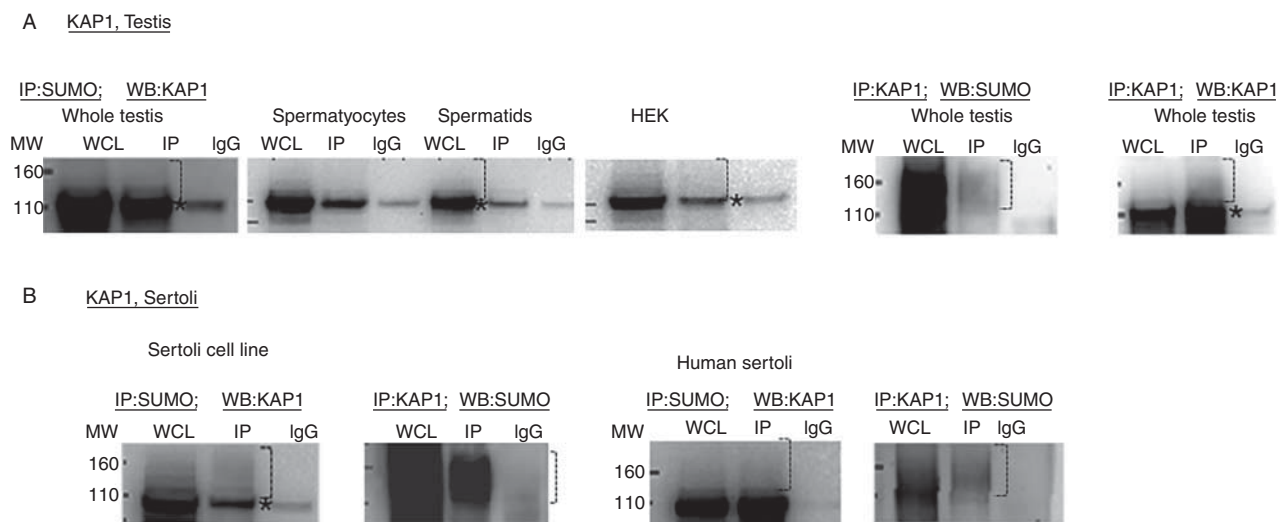 A KAP1, Testis
IP:SUMO; WB:KAP1
Whole testis
MW WCL IP IgG
160
110
*
Spermatyocytes Spermatids
WCL IP IgG WCL IP IgG
*
HEK
*
IP:KAP1; WB:SUMO
Whole testis
MW WCL IP IgG
160
110
IP:KAP1; WB:KAP1
Whole testis
WCL IP IgG
*
B KAP1, Sertoli
Sertoli cell line
IP:SUMO; WB:KAP1
MW WCL IP IgG
160
110
*
IP:KAP1; WB:SUMO
WCL IP IgG
Human sertoli
IP:SUMO; WB:KAP1
MW WCL IP IgG
160
110
IP:KAP1; WB:SUMO
WCL IP IgG